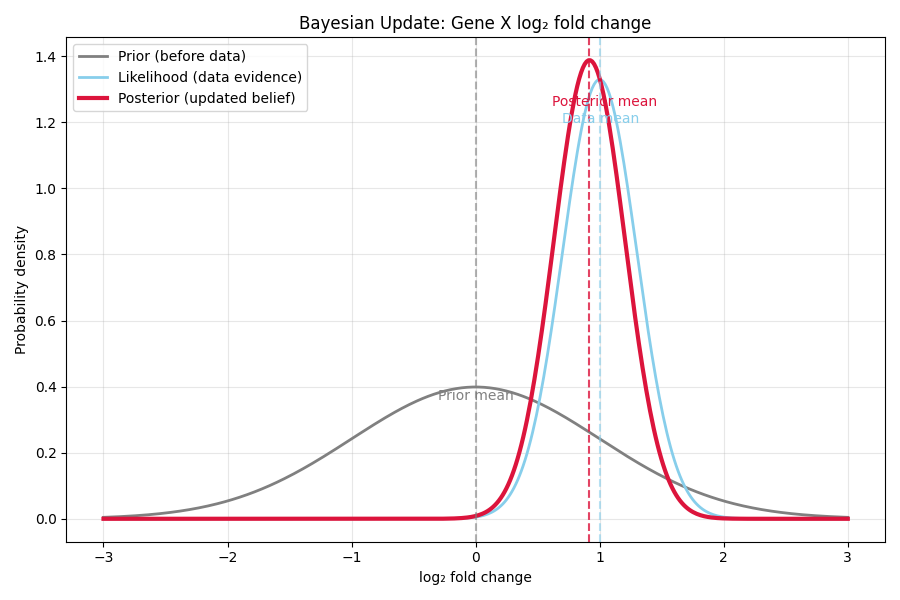 Bayesian Update: Gene X log₂ fold change
Prior (before data)
Likelihood (data evidence)
Posterior (updated belief)
Posterior mean
Data mean
Prior mean
Probability density
1.4
1.2
1.0
0.8
0.6
0.4
0.2
0.0
−3
−2
−1
0
1
2
3
log₂ fold change